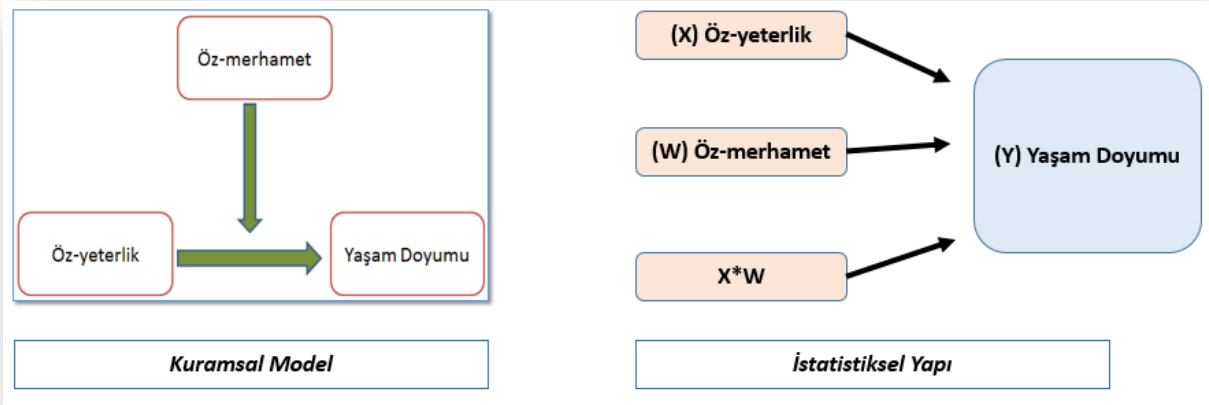 Öz-merhamet
Öz-yeterlik
Yaşam Doyumu
Kuramsal Model
(X) Öz-yeterlik
(W) Öz-merhamet
X*W
(Y) Yaşam Doyumu
İstatistiksel Yapı